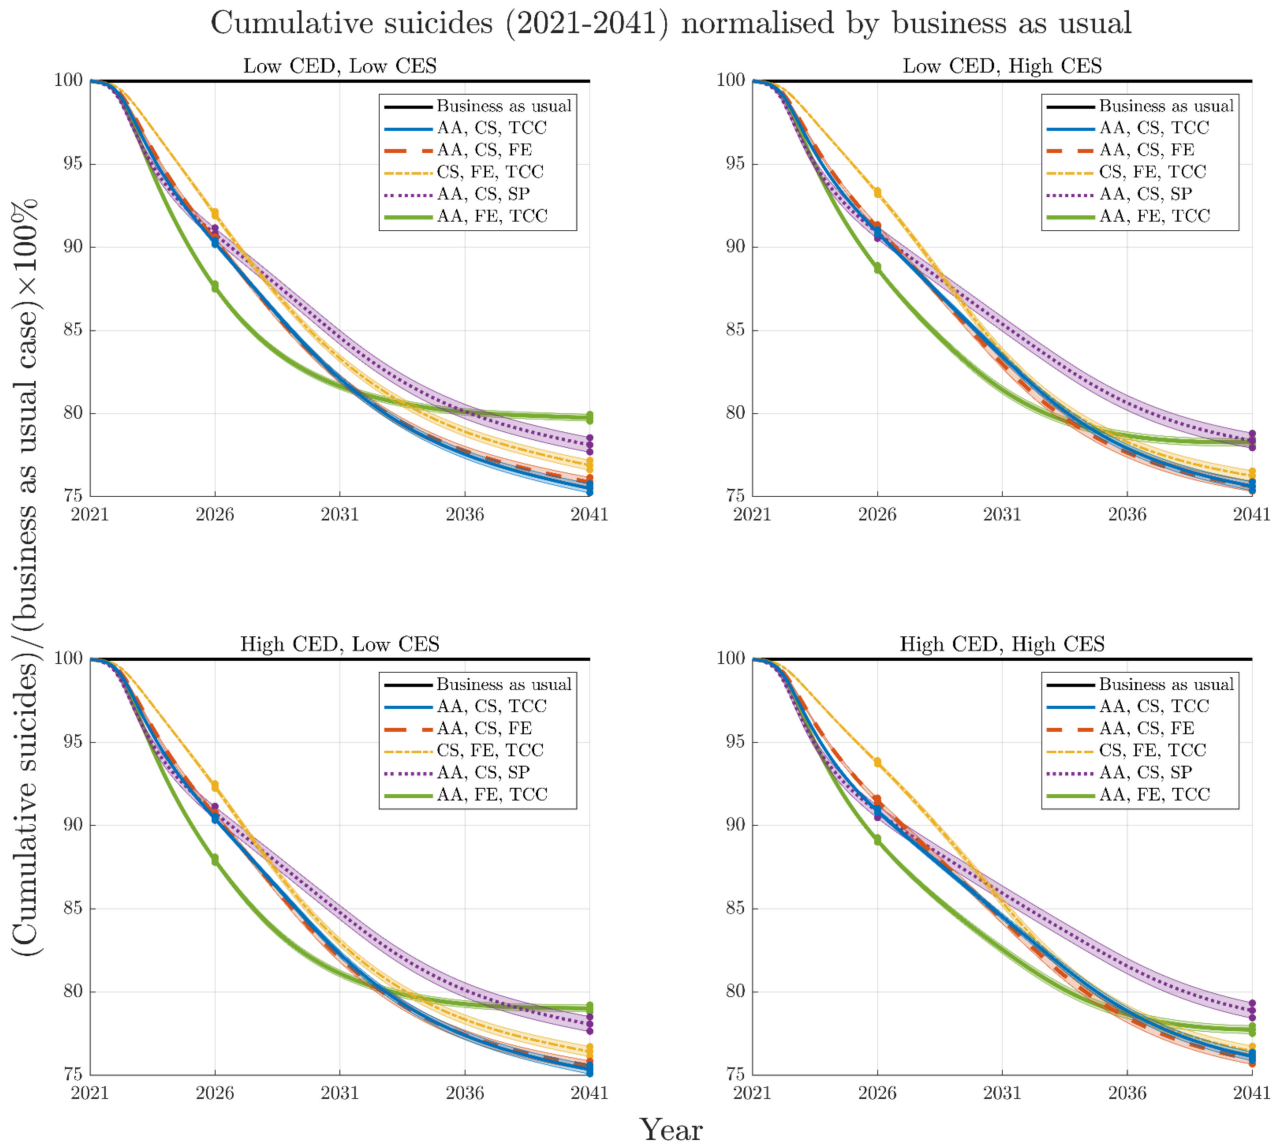 Cumulative suicides (2021-2041) normalised by business as usual
(Cumulative suicides)/(business as usual case)×100%
Low CED, Low CES
100
95
90
85
80
75
2021 2026 2031 2036 2041
Business as usual
AA, CS, TCC
AA, CS, FE
CS, FE, TCC
AA, CS, SP
AA, FE, TCC
Low CED, High CES
100
95
90
85
80
75
2021 2026 2031 2036 2041
Business as usual
AA, CS, TCC
AA, CS, FE
CS, FE, TCC
AA, CS, SP
AA, FE, TCC
High CED, Low CES
100
95
90
85
80
75
2021 2026 2031 2036 2041
Business as usual
AA, CS, TCC
AA, CS, FE
CS, FE, TCC
AA, CS, SP
AA, FE, TCC
High CED, High CES
100
95
90
85
80
75
2021 2026 2031 2036 2041
Business as usual
AA, CS, TCC
AA, CS, FE
CS, FE, TCC
AA, CS, SP
AA, FE, TCC
Year